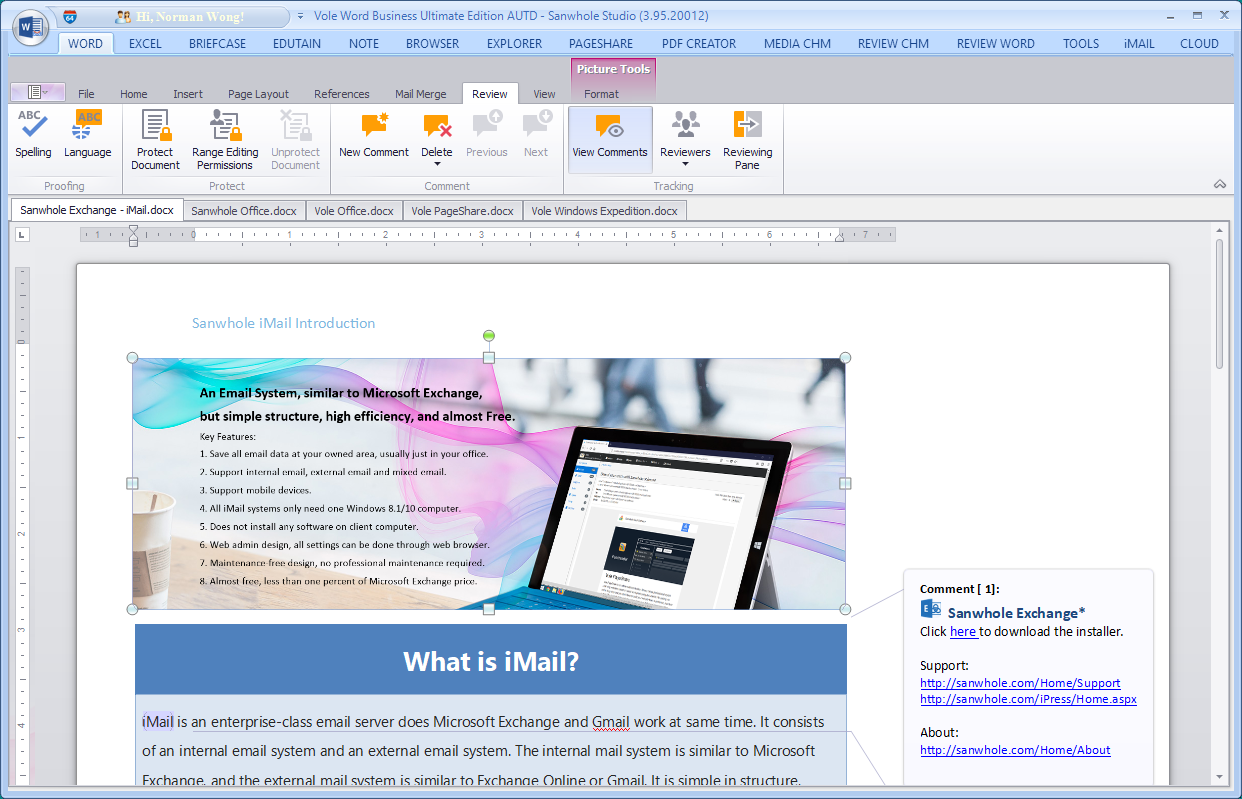 Hi, Norman Wong!
Vole Word Business Ultimate Edition AUTD - Sanwhole Studio (3.95.20012)
WORD EXCEL BRIEFCASE EDUTAIN NOTE BROWSER EXPLORER PAGESHARE PDF CREATOR MEDIA CHM REVIEW CHM REVIEW WORD TOOLS iMAIL CLOUD
Picture Tools
File Home Insert Page Layout References Mail Merge Review View Format
ABC ABC
Spelling Language Protect Document Range Editing Permissions Unprotect Document New Comment Delete Previous Next View Comments Reviewers Reviewing Pane
Proofing Protect Comment Tracking
Sanwhole Exchange - iMail.docx Sanwhole Office.docx Vole Office.docx Vole PageShare.docx Vole Windows Expedition.docx
1 0 1 2 3 4 5 6 7
Sanwhole iMail Introduction
An Email System, similar to Microsoft Exchange,
but simple structure, high efficiency, and almost Free.
Key Features:
1. Save all email data at your owned area, usually just in your office.
2. Support internal email, external email and mixed email.
3. Support mobile devices.
4. All iMail systems only need one Windows 8.1/10 computer.
5. Does not install any software on client computer.
6. Web admin design, all settings can be done through web browser.
7. Maintenance-free design, no professional maintenance required.
8. Almost free, less than one percent of Microsoft Exchange price.
What is iMail?
iMail is an enterprise-class email server does Microsoft Exchange and Gmail work at same time. It consists
of an internal email system and an external email system. The internal mail system is similar to Microsoft
Exchange, and the external mail system is similar to Exchange Online or Gmail. It is simple in structure,
Comment [ 1]:
Sanwhole Exchange*
Click here to download the installer.
Support:
http://sanwhole.com/Home/Support
http://sanwhole.com/iPress/Home.aspx
About:
http://sanwhole.com/Home/About